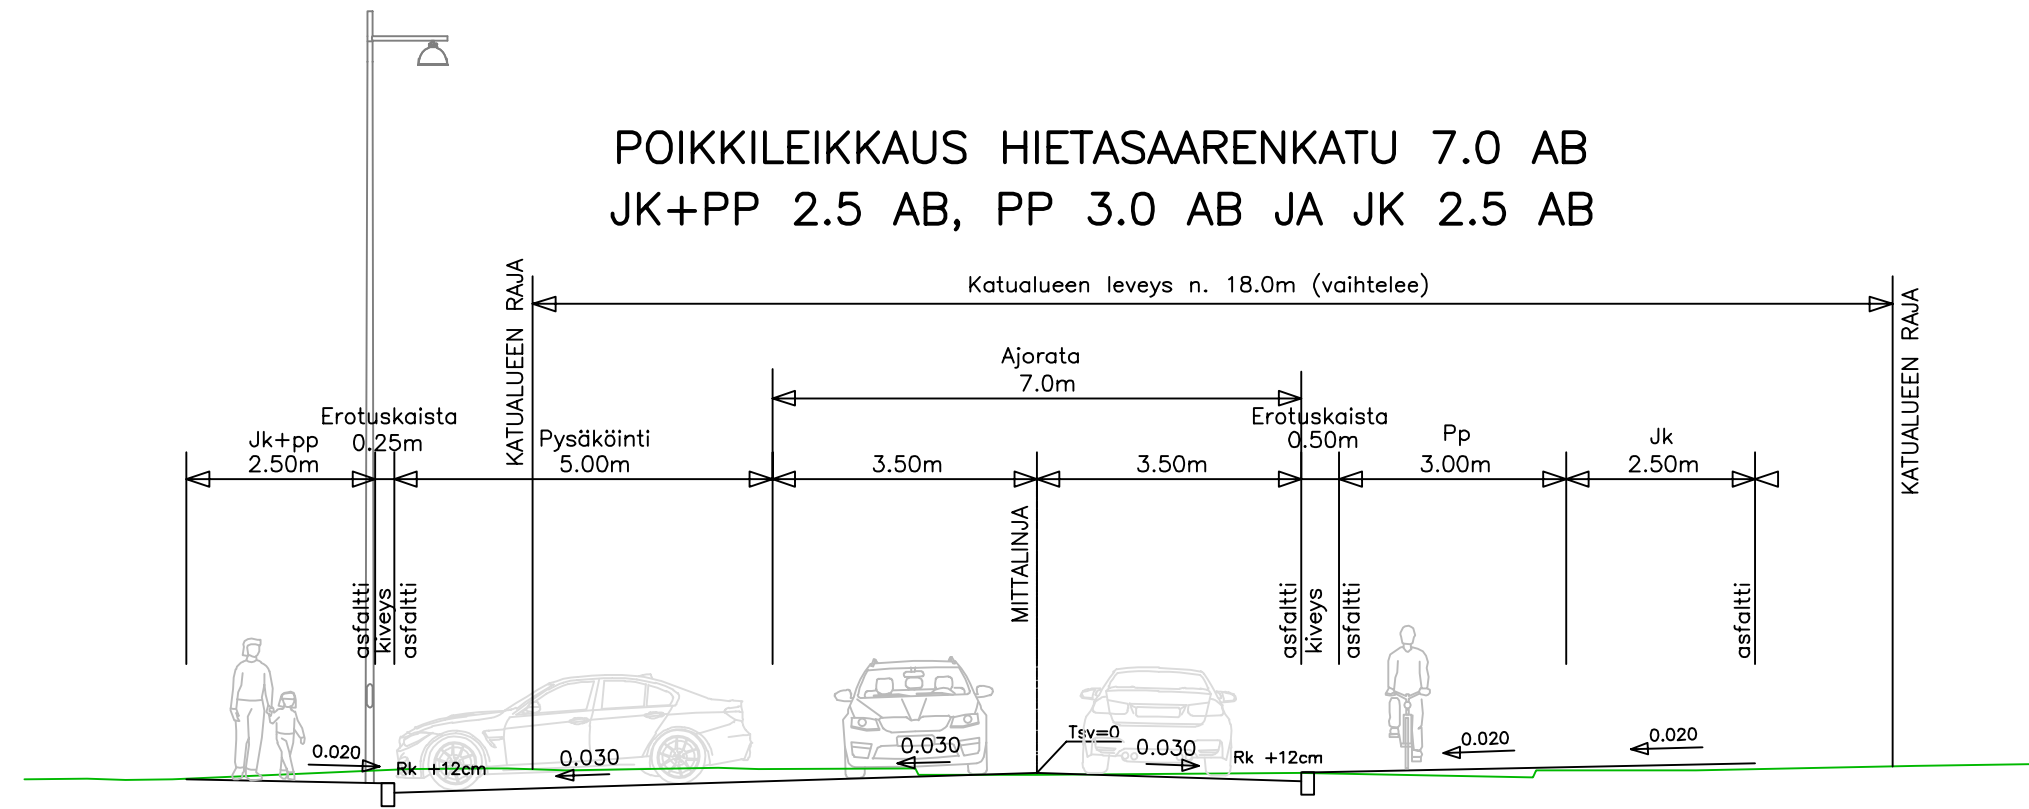 POIKKILEIKKAUS HIETASAARENKATU 7.0 AB
JK+PP 2.5 AB, PP 3.0 AB JA JK 2.5 AB
KATUALUEEN RAJA
Katualueen leveys n. 18.0m (vaihtelee)
KATUALUEEN RAJA
Ajorata
7.0m
Jk+pp
2.50m
Erotuskaista
0.25m
Pysäköinti
5.00m
3.50m
3.50m
Erotuskaista
0.50m
Pp
3.00m
Jk
2.50m
MITTALINJA
asfaltti
kiveys
asfaltti
asfaltti
kiveys
asfaltti
asfaltti
0.020
Rk +12cm
0.030
0.030
Tsv=0
0.030
Rk +12cm
0.020
0.020